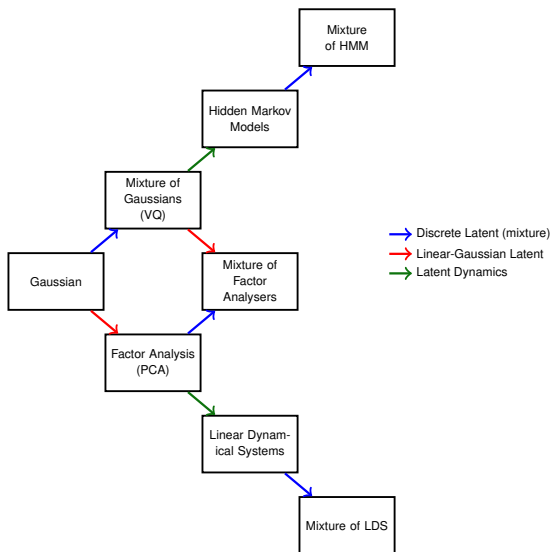 Mixture
of HMM
Hidden Markov
Models
Mixture of
Gaussians
(VQ)
Discrete Latent (mixture)
Linear-Gaussian Latent
Latent Dynamics
Gaussian
Mixture of
Factor
Analysers
Factor Analysis
(PCA)
Linear Dynam-
ical Systems
Mixture of LDS